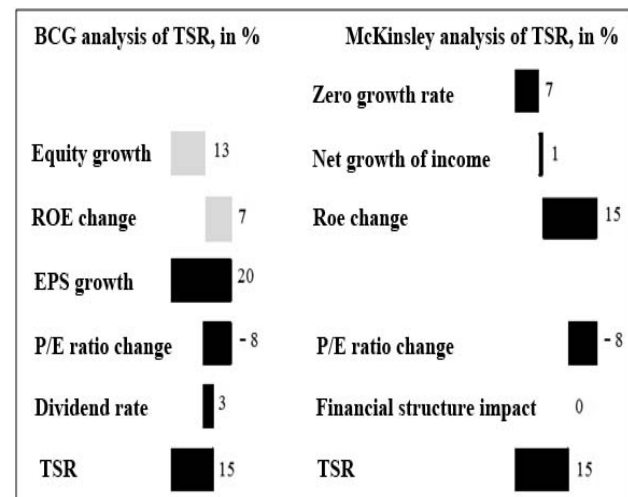 BCG analysis of TSR, in %
Equity growth 13
ROE change 7
EPS growth 20
P/E ratio change - 8
Dividend rate 3
TSR 15
McKinsley analysis of TSR, in %
Zero growth rate 7
Net growth of income 1
Roe change 15
P/E ratio change - 8
Financial structure impact 0
TSR 15